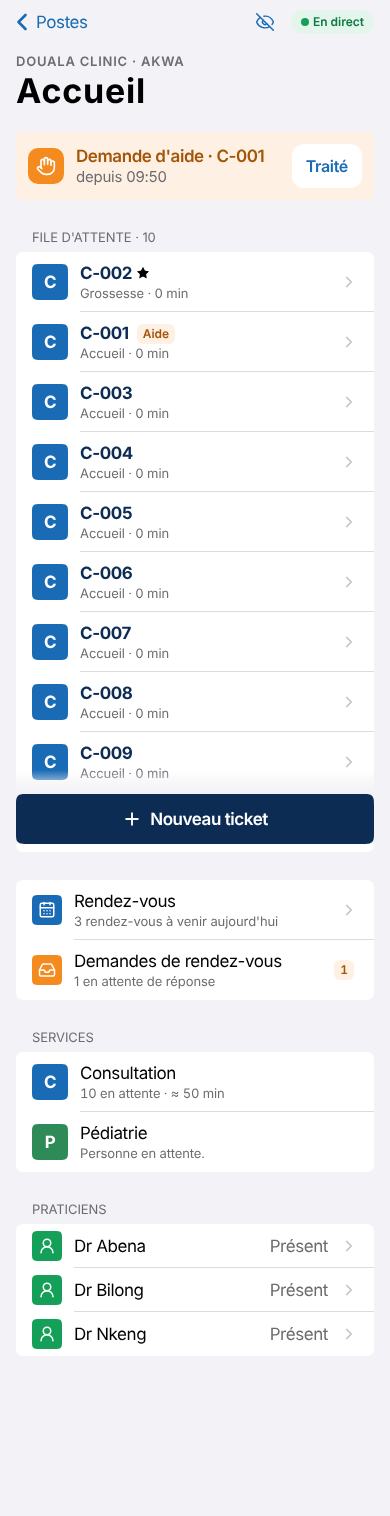 Postes
En direct
DOUALA CLINIC · AKWA
Accueil
Demande d'aide · C-001
depuis 09:50
Traité
FILE D'ATTENTE · 10
C
C-002 ★
Grossesse · 0 min
C
C-001 Aide
Accueil · 0 min
C
C-003
Accueil · 0 min
C
C-004
Accueil · 0 min
C
C-005
Accueil · 0 min
C
C-006
Accueil · 0 min
C
C-007
Accueil · 0 min
C
C-008
Accueil · 0 min
C
C-009
Accueil · 0 min
+ Nouveau ticket
Rendez-vous
3 rendez-vous à venir aujourd'hui
Demandes de rendez-vous
1 en attente de réponse
1
SERVICES
C
Consultation
10 en attente · ≈ 50 min
P
Pédiatrie
Personne en attente.
PRATICIENS
Dr Abena Présent
Dr Bilong Présent
Dr Nkeng Présent